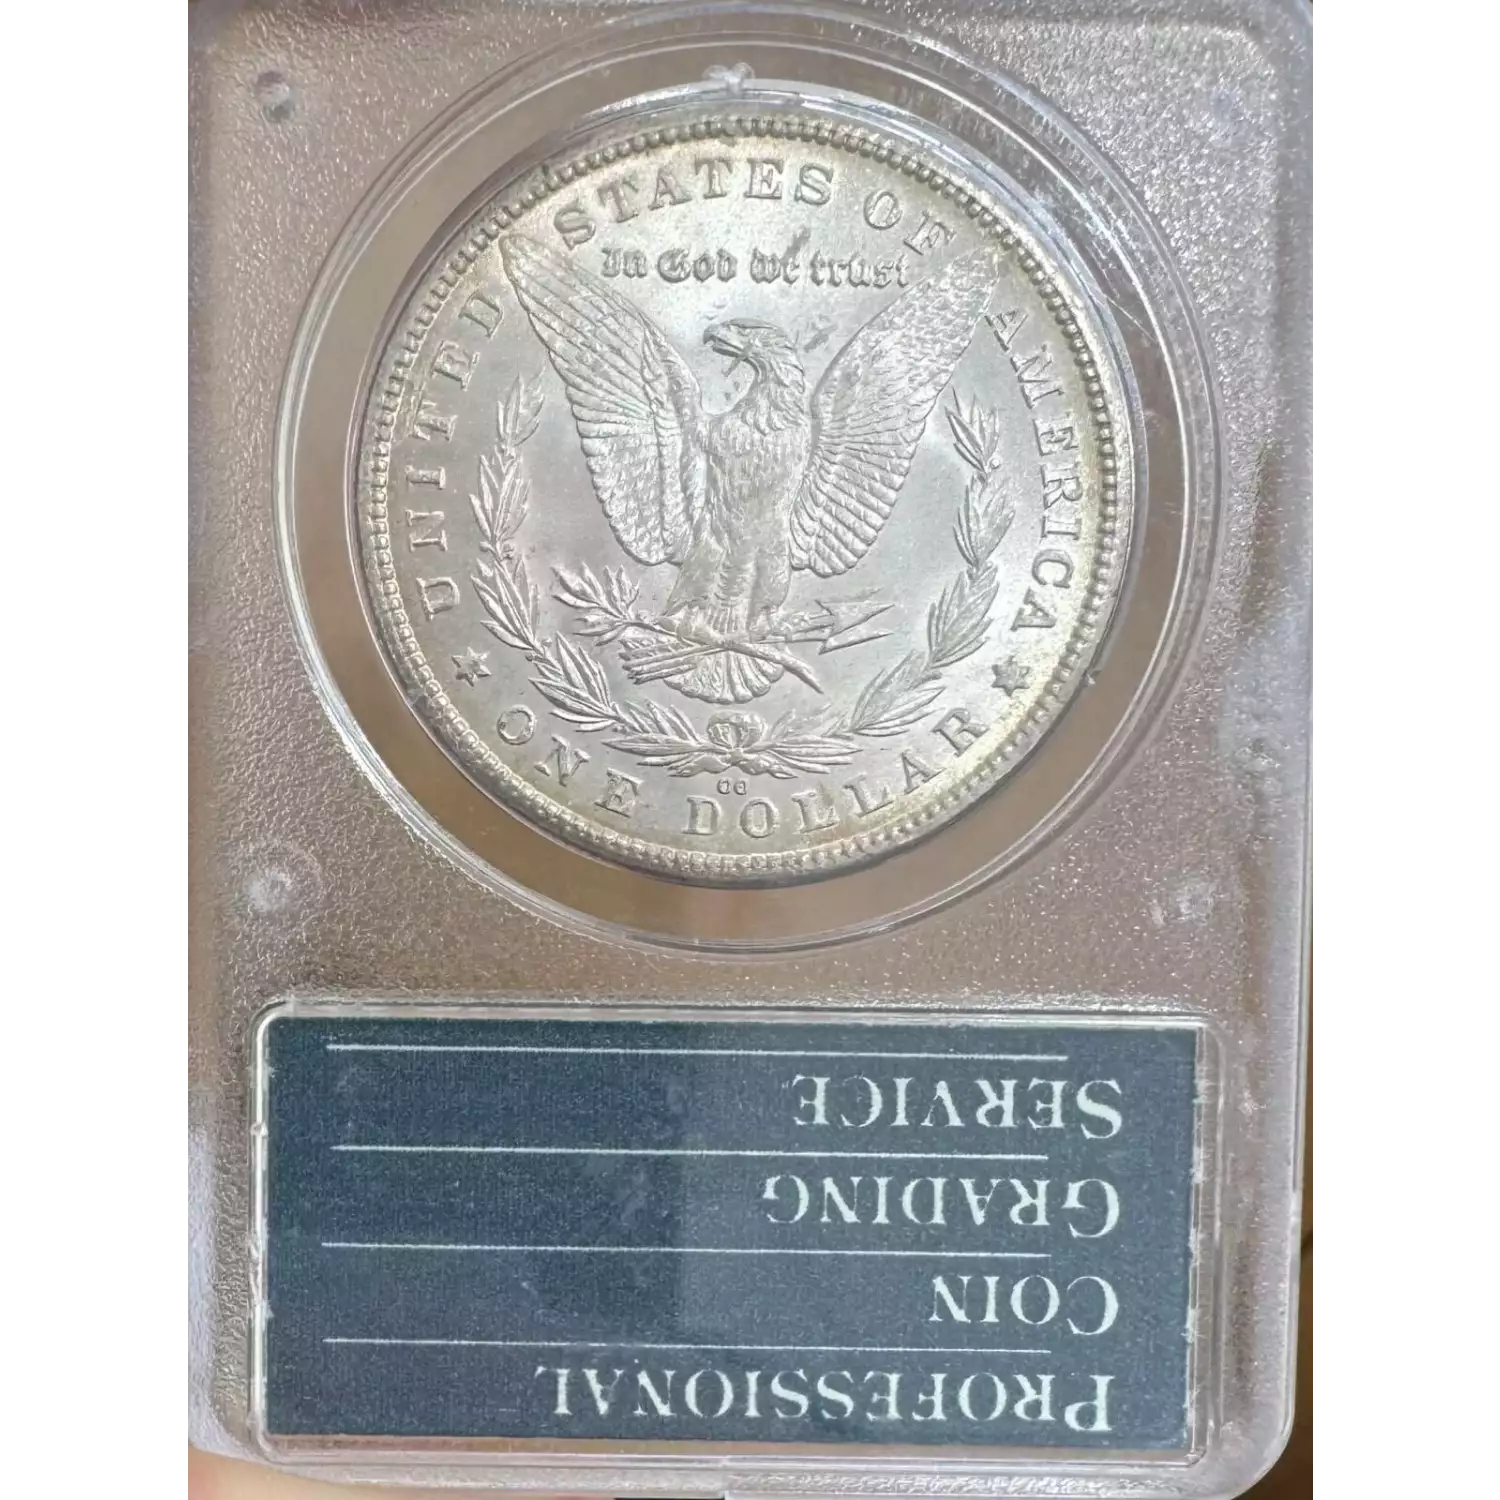 UNITED STATES OF AMERICA
In God we trust
CC
ONE DOLLAR
PROFESSIONAL
COIN
GRADING
SERVICE